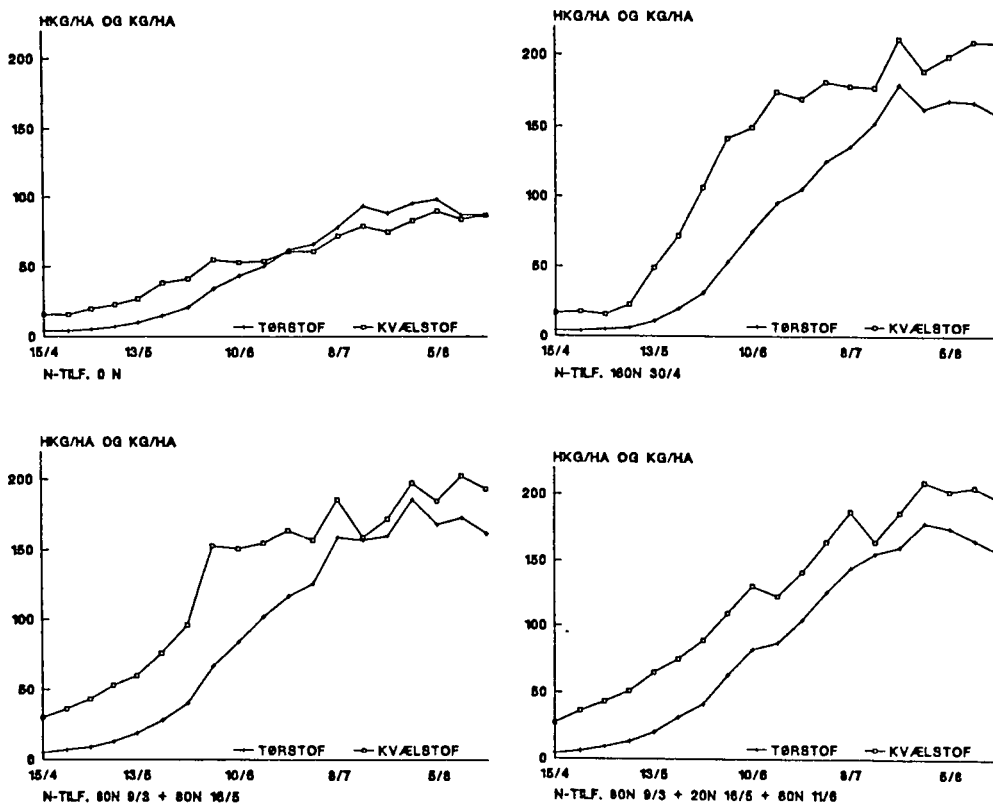 HKG/HA OG KG/HA
200
150
100
50
0
TØRSTOF KVÆLSTOF
15/4 13/5 10/6 8/7 5/8
N-TILF. 0 N
HKG/HA OG KG/HA
200
150
100
50
0
TØRSTOF KVÆLSTOF
15/4 13/5 10/6 8/7 5/8
N-TILF. 160N 30/4
HKG/HA OG KG/HA
200
150
100
50
0
TØRSTOF KVÆLSTOF
15/4 13/5 10/6 8/7 5/8
N-TILF. 80N 9/3 + 80N 16/5
HKG/HA OG KG/HA
200
150
100
50
0
TØRSTOF KVÆLSTOF
15/4 13/5 10/6 8/7 5/8
N-TILF. 80N 9/3 + 20N 16/5 + 60N 11/6